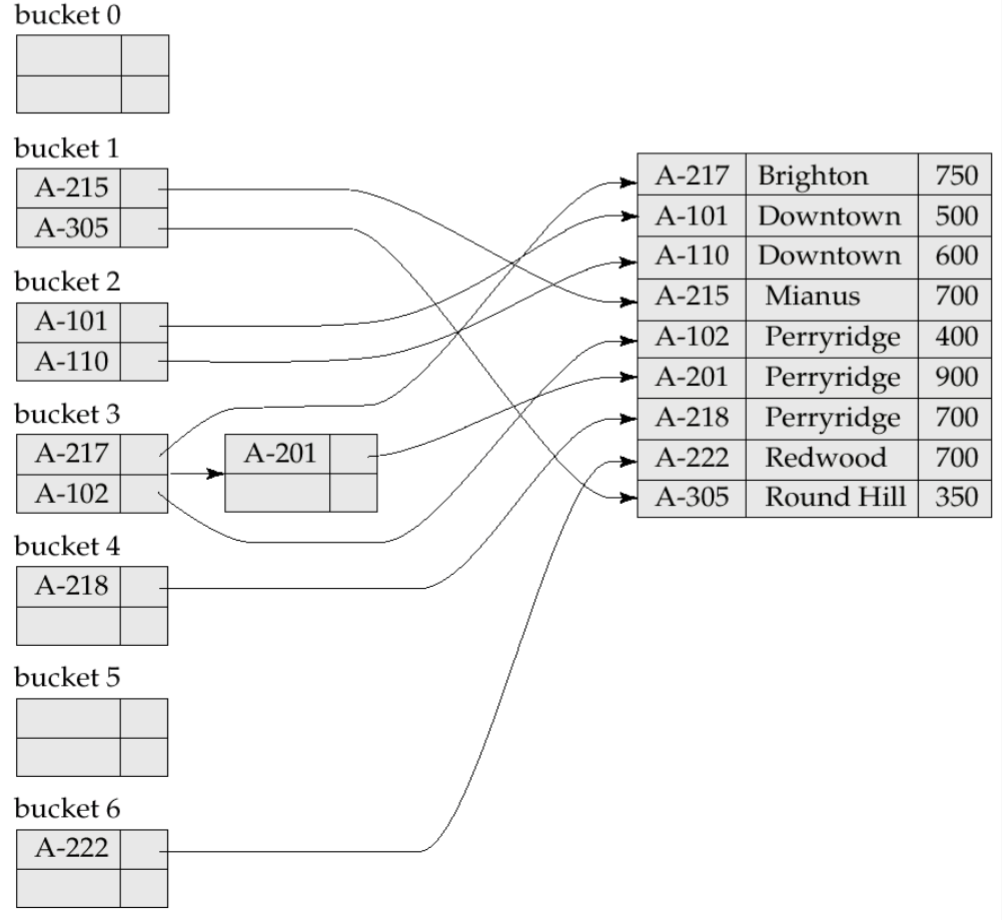 bucket 0
bucket 1
A-215
A-305
bucket 2
A-101
A-110
bucket 3
A-217
A-102
A-201
bucket 4
A-218
bucket 5
bucket 6
A-222
A-217 Brighton 750
A-101 Downtown 500
A-110 Downtown 600
A-215 Mianus 700
A-102 Perryridge 400
A-201 Perryridge 900
A-218 Perryridge 700
A-222 Redwood 700
A-305 Round Hill 350